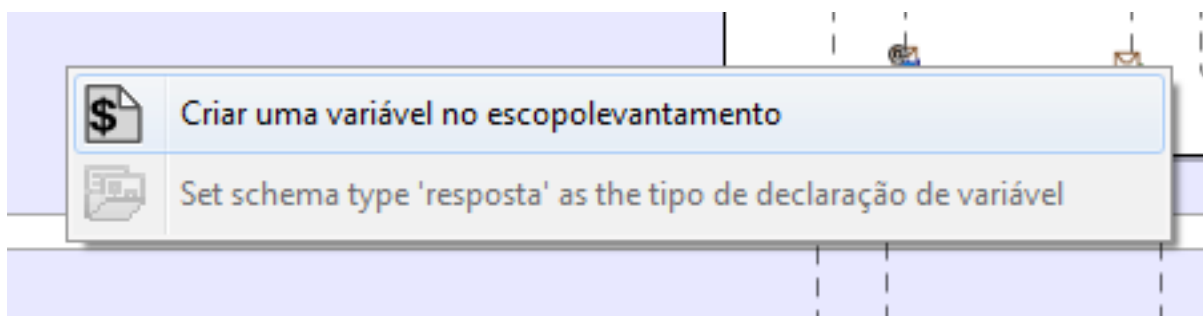 Criar uma variável no escopolevantamento
Set schema type 'resposta' as the tipo de declaração de variável